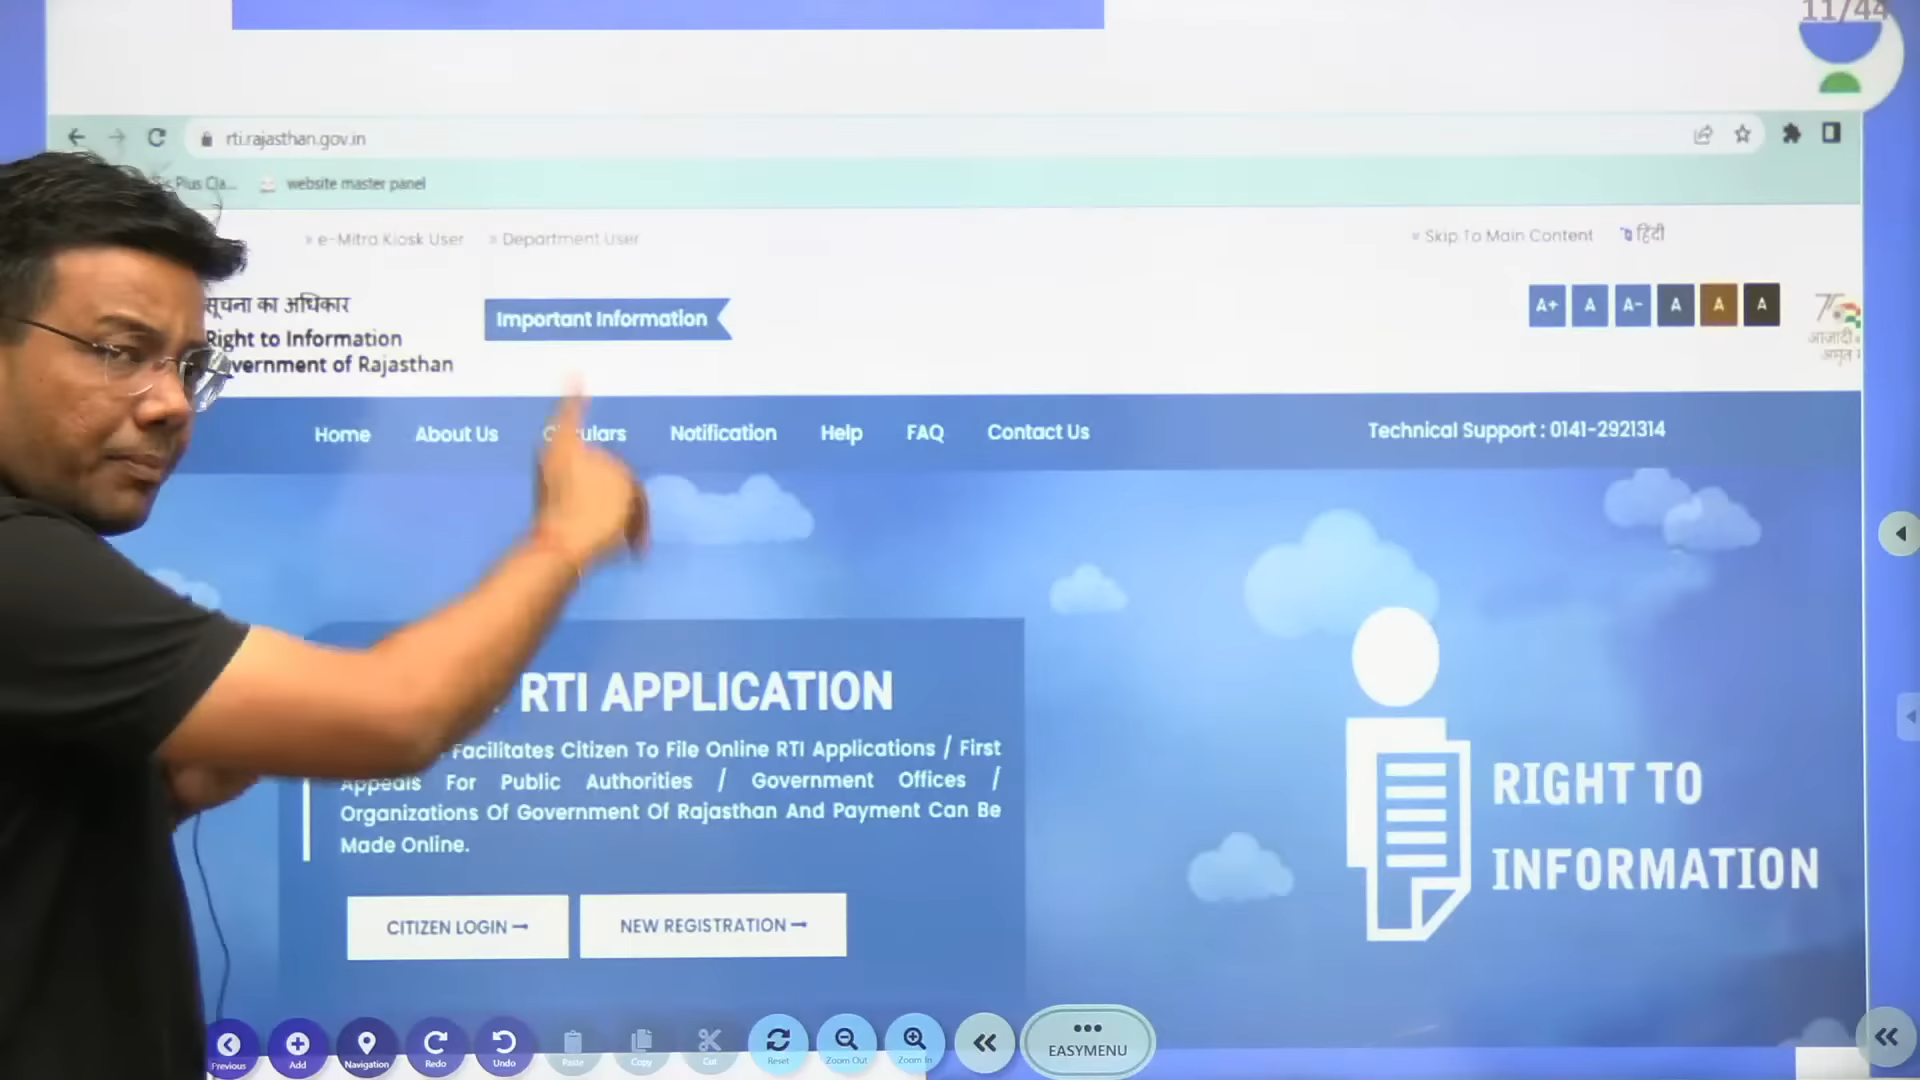 11/44
rti.rajasthan.gov.in
Plus Cla...
website master panel
» e-Mitra Kiosk User » Department User
» Skip To Main Content
हिंदी
सूचना का अधिकार
Right to Information
vernment of Rajasthan
Important Information
A+ A A- A A A
Home About Us Circulars Notification Help FAQ Contact Us
Technical Support : 0141-2921314
RTI APPLICATION
Facilitates Citizen To File Online RTI Applications / First
Appeals For Public Authorities / Government Offices /
Organizations Of Government Of Rajasthan And Payment Can Be
Made Online.
CITIZEN LOGIN
NEW REGISTRATION
RIGHT TO
INFORMATION
Previous Add Navigation Redo Undo Paste Copy Cut Reset Zoom Out Zoom In
EASYMENU